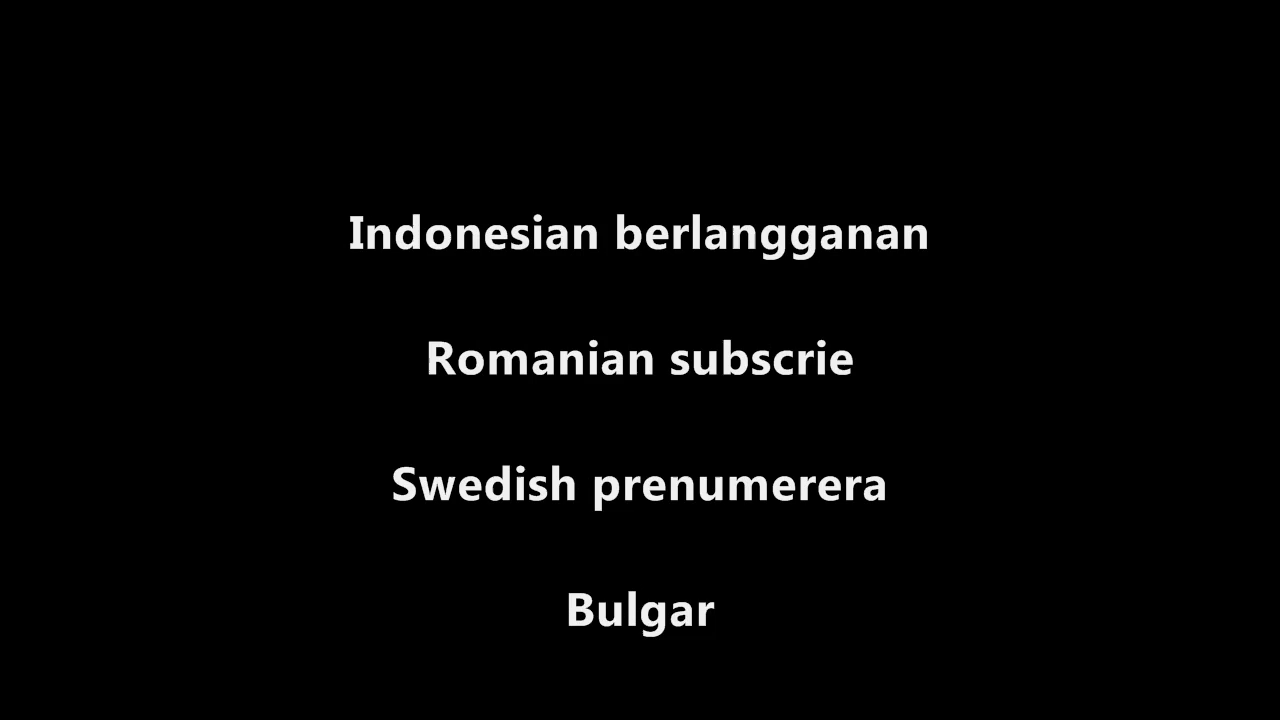 Indonesian berlangganan
Romanian subscrie
Swedish prenumerera
Bulgar